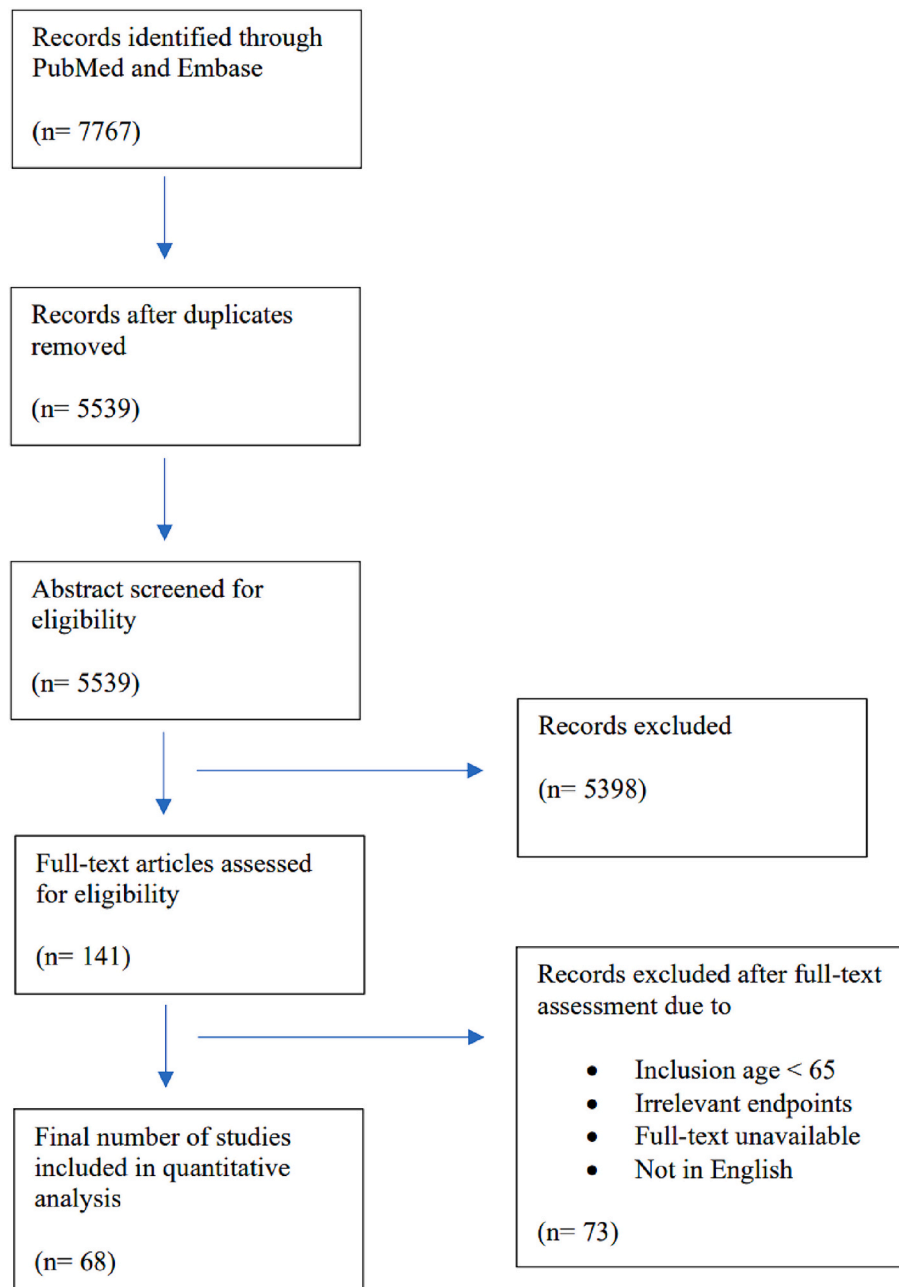 Records identified through
PubMed and Embase
(n= 7767)
Records after duplicates
removed
(n= 5539)
Abstract screened for
eligibility
(n= 5539)
Records excluded
(n= 5398)
Full-text articles assessed
for eligibility
(n= 141)
Records excluded after full-text
assessment due to
• Inclusion age < 65
• Irrelevant endpoints
• Full-text unavailable
• Not in English
(n= 73)
Final number of studies
included in quantitative
analysis
(n= 68)